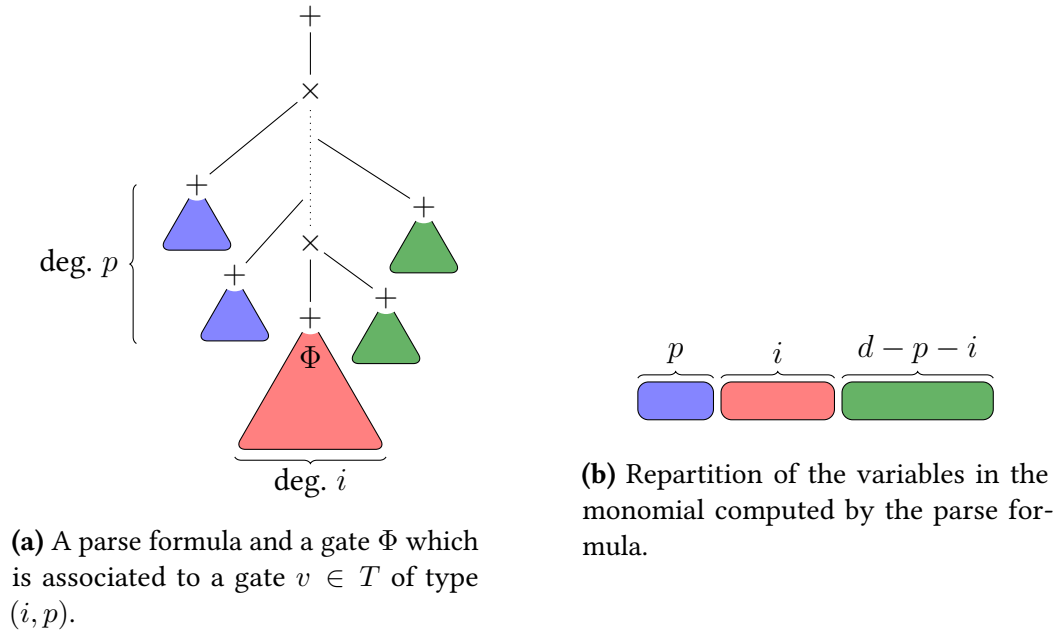 +
×
+
+
deg. p
×
+
+
+
Φ
deg. i
p i d − p − i
(a) A parse formula and a gate Φ which
is associated to a gate v ∈ T of type
(i, p).
(b) Repartition of the variables in the
monomial computed by the parse for-
mula.